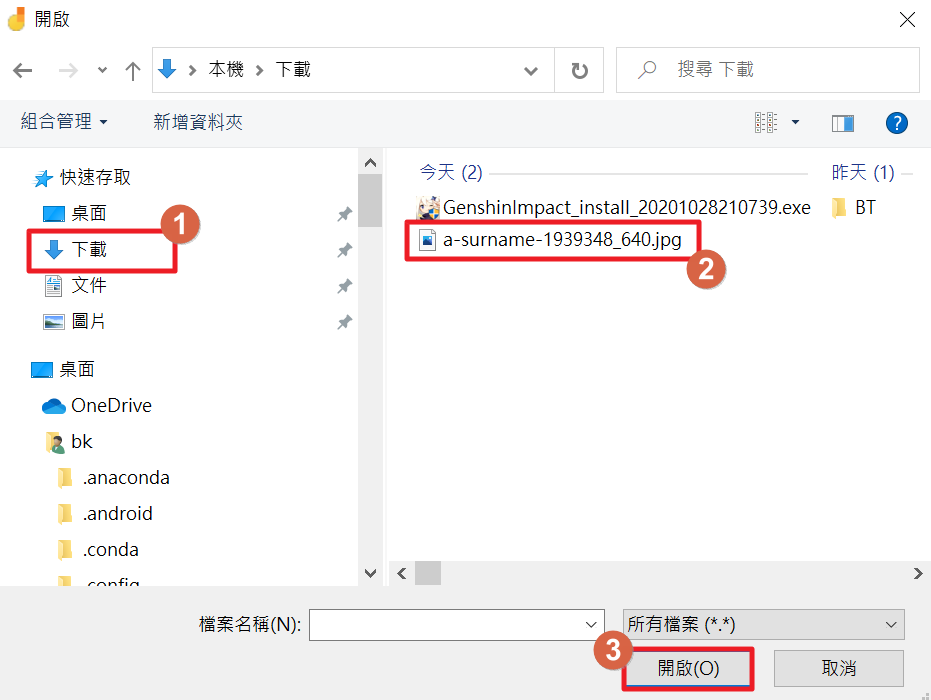 開啟
本機 下載
搜尋 下載
組合管理 新增資料夾
?
快速存取
桌面
1
下載
文件
圖片
桌面
OneDrive
bk
.anaconda
.android
.conda
.config
今天 (2)
GenshinImpact_install_20201028210739.exe
a-surname-1939348_640.jpg
2
昨天 (1)
BT
檔案名稱(N):
所有檔案 (*.*)
3
開啟(O)
取消